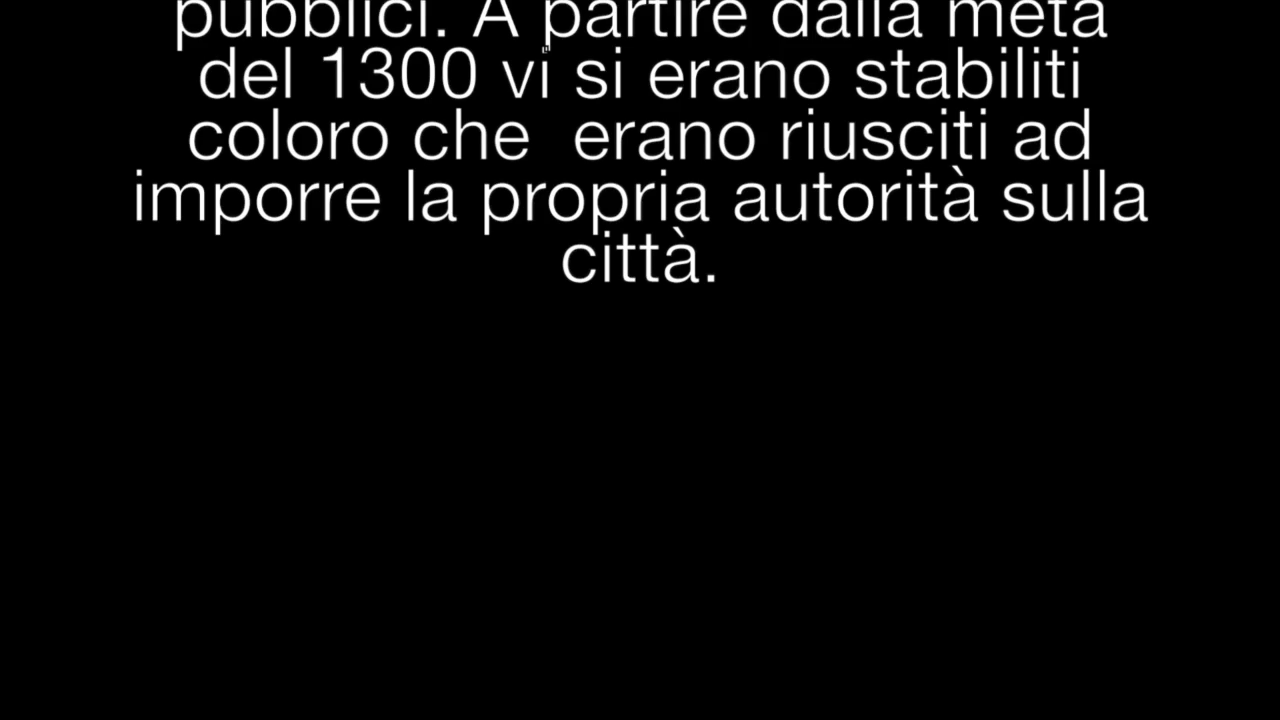 pubblici. A partire dalla metà
del 1300 vi si erano stabiliti
coloro che  erano riusciti ad
imporre la propria autorità sulla
città.